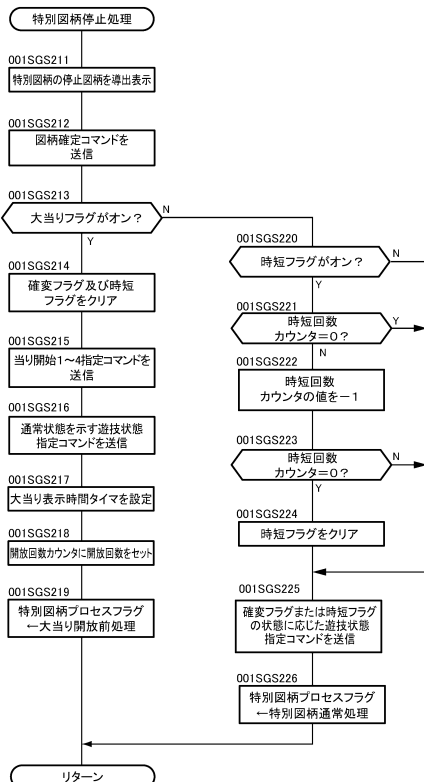 特別図柄停止処理
001SGS211
特別図柄の停止図柄を導出表示
001SGS212
図柄確定コマンドを
送信
001SGS213
大当りフラグがオン？
N
Y
001SGS214
確変フラグ及び時短
フラグをクリア
001SGS215
当り開始1～4指定コマンドを
送信
001SGS216
通常状態を示す遊技状態
指定コマンドを送信
001SGS217
大当り表示時間タイマを設定
001SGS218
開放回数カウンタに開放回数をセット
001SGS219
特別図柄プロセスフラグ
←大当り開放前処理
001SGS220
時短フラグがオン？
N
Y
001SGS221
時短回数
カウンタ＝0？
Y
N
001SGS222
時短回数
カウンタの値を－1
001SGS223
時短回数
カウンタ＝0？
N
Y
001SGS224
時短フラグをクリア
001SGS225
確変フラグまたは時短フラグ
の状態に応じた遊技状態
指定コマンドを送信
001SGS226
特別図柄プロセスフラグ
←特別図柄通常処理
リターン